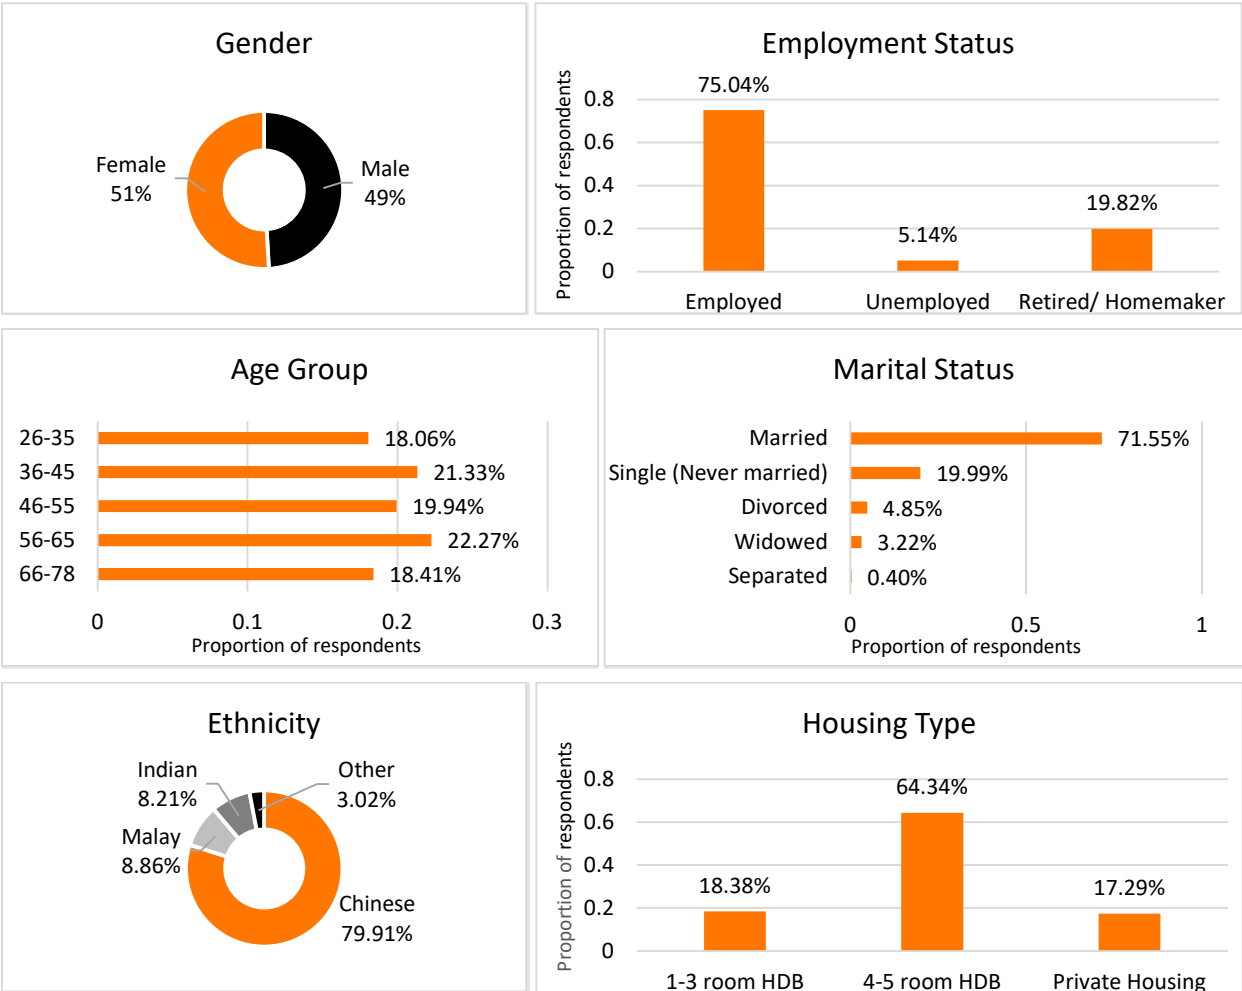 Gender
Female
51%
Male
49%
Employment Status
Proportion of respondents
0.8
0.6
0.4
0.2
0
75.04%
5.14%
19.82%
Employed
Unemployed
Retired/ Homemaker
Age Group
26-35
18.06%
36-45
21.33%
46-55
19.94%
56-65
22.27%
66-78
18.41%
0
0.1
0.2
0.3
Proportion of respondents
Marital Status
Married
71.55%
Single (Never married)
19.99%
Divorced
4.85%
Widowed
3.22%
Separated
0.40%
0
0.5
1
Proportion of respondents
Ethnicity
Indian
8.21%
Other
3.02%
Malay
8.86%
Chinese
79.91%
Housing Type
Proportion of respondents
0.8
0.6
0.4
0.2
0
18.38%
64.34%
17.29%
1-3 room HDB
4-5 room HDB
Private Housing